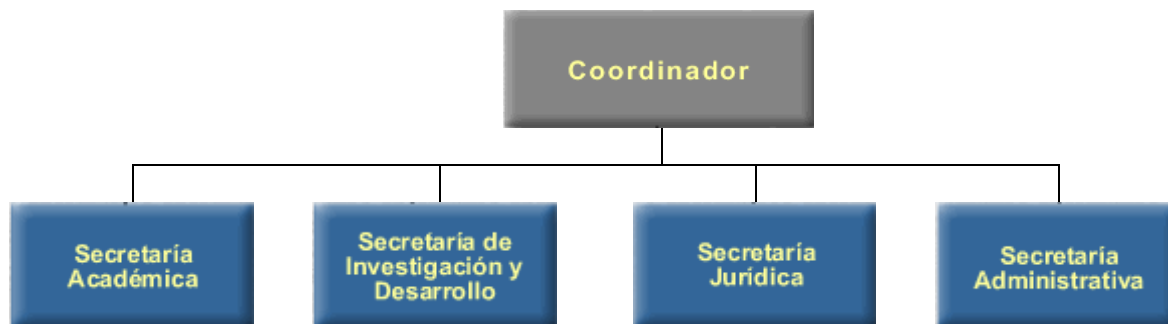 Coordinador
Secretaría
Académica
Secretaría de
Investigación y
Desarrollo
Secretaría
Jurídica
Secretaría
Administrativa